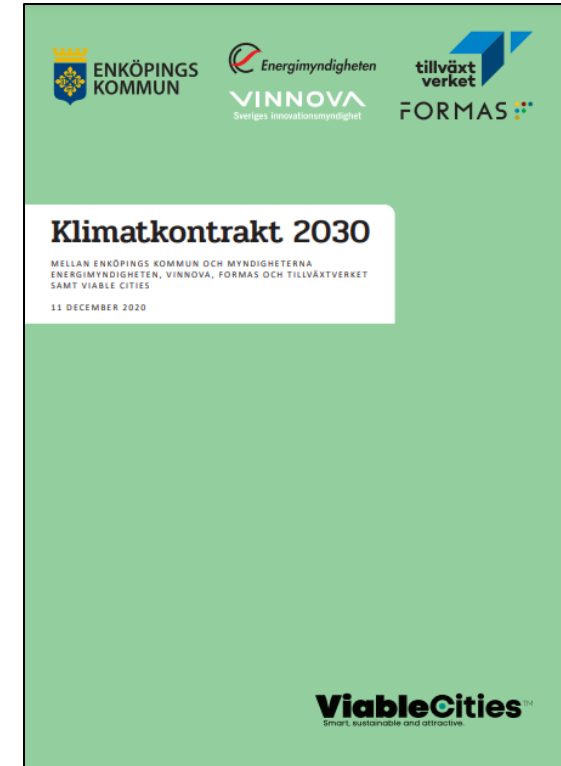 ENKÖPINGS
KOMMUN
Energimyndigheten
VINNOVA
Sveriges innovationsmyndighet
tillväxt
verket
FORMAS
Klimatkontrakt 2030
MELLAN ENKÖPINGS KOMMUN OCH MYNDIGHETERNA
ENERGIMYNDIGHETEN, VINNOVA, FORMAS OCH TILLVÄXTVERKET
SAMT VIABLE CITIES
11 DECEMBER 2020
ViableCities™
Smart, sustainable and attractive.